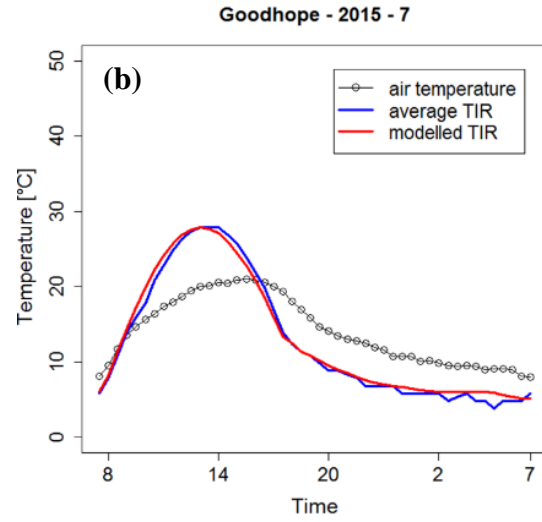 Goodhope - 2015 - 7
(b)
air temperature
average TIR
modelled TIR
Temperature [°C]
50
40
30
20
10
0
8 14 20 2 7
Time